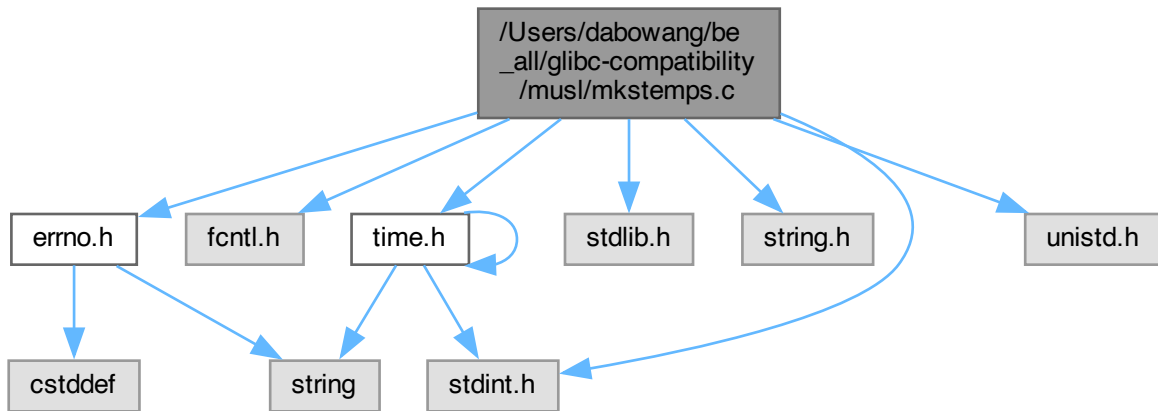 /Users/dabowang/be
_all/glibc-compatibility
/musl/mkstemps.c
errno.h
fcntl.h
time.h
stdlib.h
string.h
unistd.h
cstddef
string
stdint.h